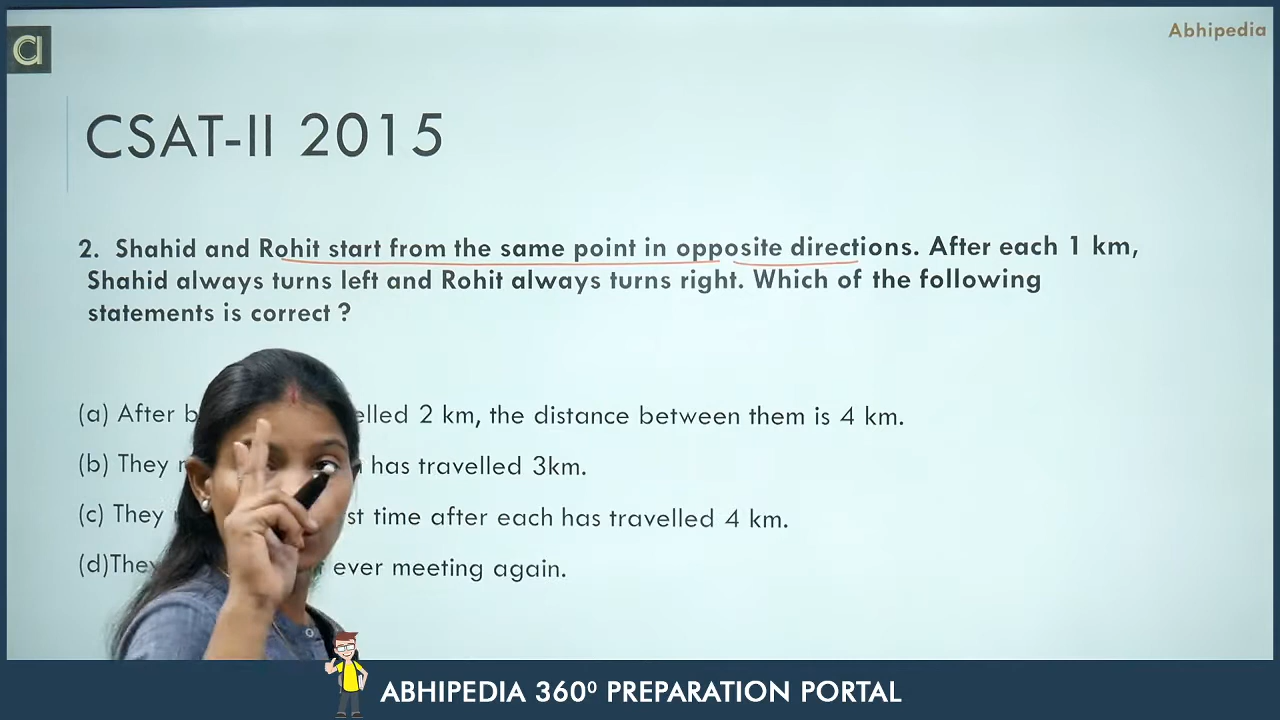 Abhipedia
CSAT-II 2015
2. Shahid and Rohit start from the same point in opposite directions. After each 1 km,
Shahid always turns left and Rohit always turns right. Which of the following
statements is correct ?
(a) After elled 2 km, the distance between them is 4 km.
(b) They has travelled 3km.
(c) They st time after each has travelled 4 km.
(d)They ever meeting again.
ABHIPEDIA 360⁰ PREPARATION PORTAL